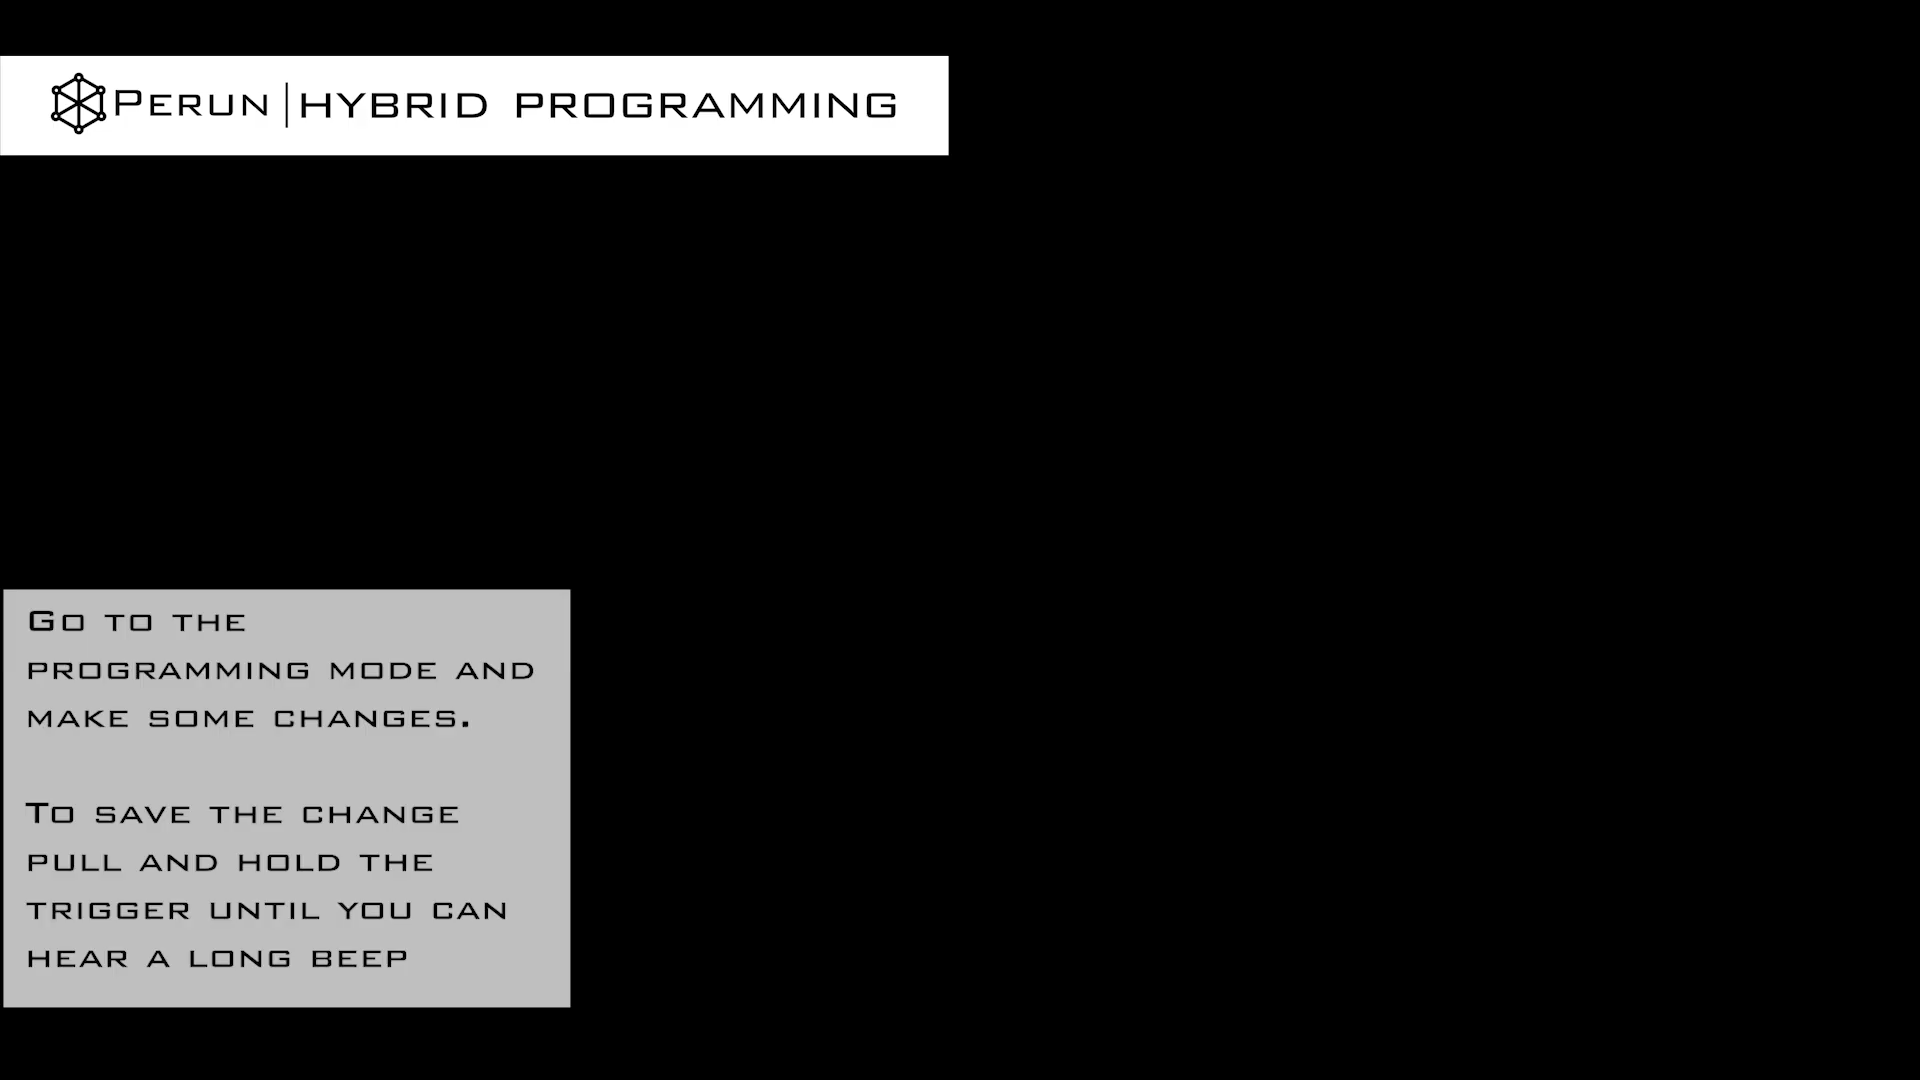 Perun | HYBRID PROGRAMMING
Go to the
programming mode and
make some changes.
To save the change
pull and hold the
trigger until you can
hear a long beep